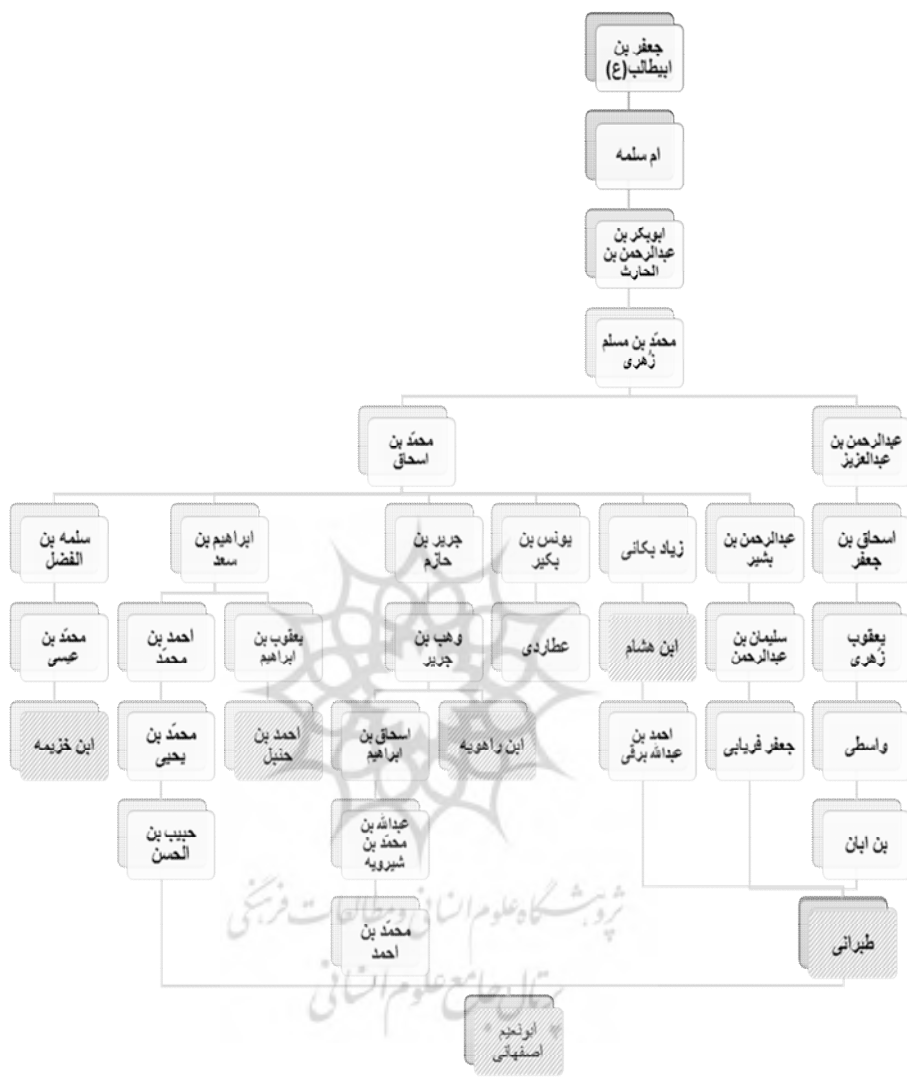 جعفر بن
ابیطالب(ع)
ام سلمه
ابوبکر بن
عبدالرحمن بن
الحارث
محمّد بن مسلم
زُهری
عبدالرحمن بن
عبدالعزیز
محمّد بن
اسحاق
اسحاق بن
جعفر
عبدالرحمن بن
بشیر
زیاد بکائی
یونس بن
بکیر
جریر بن
حازم
ابراهیم بن
سعد
سلمه بن
الفضل
یعقوب
زُهری
سلیمان بن
عبدالرحمن
ابن هشام
عطاردی
وهب بن
جریر
یعقوب بن
ابراهیم
احمد بن
محمّد
محمّد بن
عیسی
واسطی
جعفر فریابی
احمد بن
عبدالله برقی
ابن راهویه
اسحاق بن
ابراهیم
احمد بن
حنبل
محمّد بن
یحیی
ابن خزیمه
بن ابان
عبدالله بن
محمّد بن
شیرویه
حبیب بن
الحسن
طبرانی
محمّد بن
احمد
ابونعیم
اصفهانی
پژوهشگاه علوم انسانی و مطالعات فرهنگی
پرتال جامع علوم انسانی